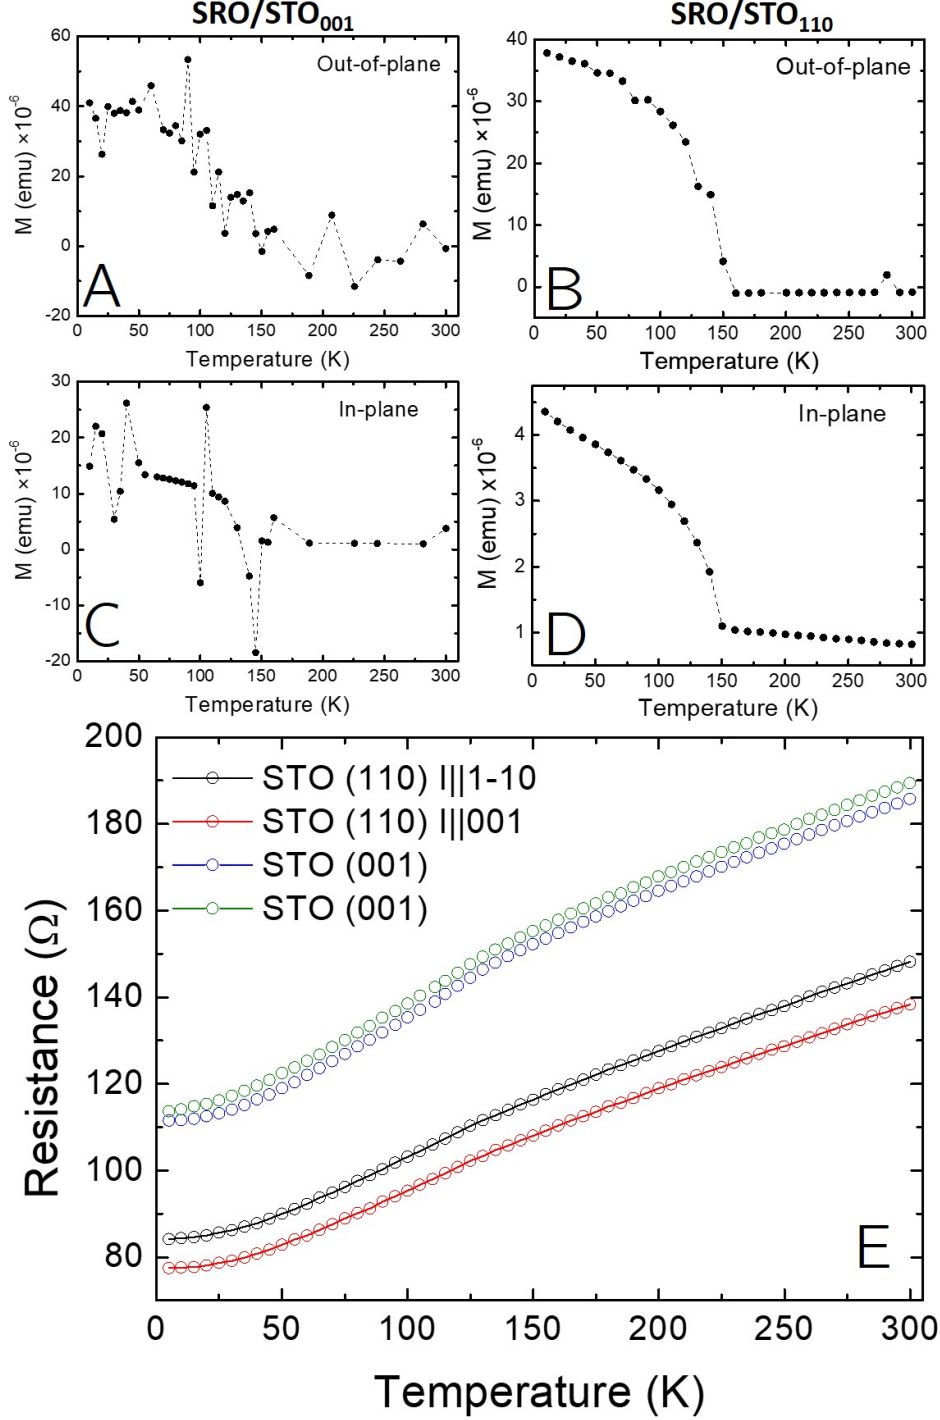 SRO/STO001 SRO/STO110
60
40
20
0
-20
M (emu) ×10-6
Out-of-plane
A
0 50 100 150 200 250 300
Temperature (K)
40
30
20
10
0
M (emu) ×10-6
Out-of-plane
B
0 50 100 150 200 250 300
Temperature (K)
30
20
10
0
-10
-20
M (emu) ×10-6
In-plane
C
0 50 100 150 200 250 300
Temperature (K)
4
3
2
1
M (emu) x10-6
In-plane
D
0 50 100 150 200 250 300
Temperature (K)
200
180
160
140
120
100
80
Resistance (Ω)
STO (110) I||1-10
STO (110) I||001
STO (001)
STO (001)
E
0 50 100 150 200 250 300
Temperature (K)